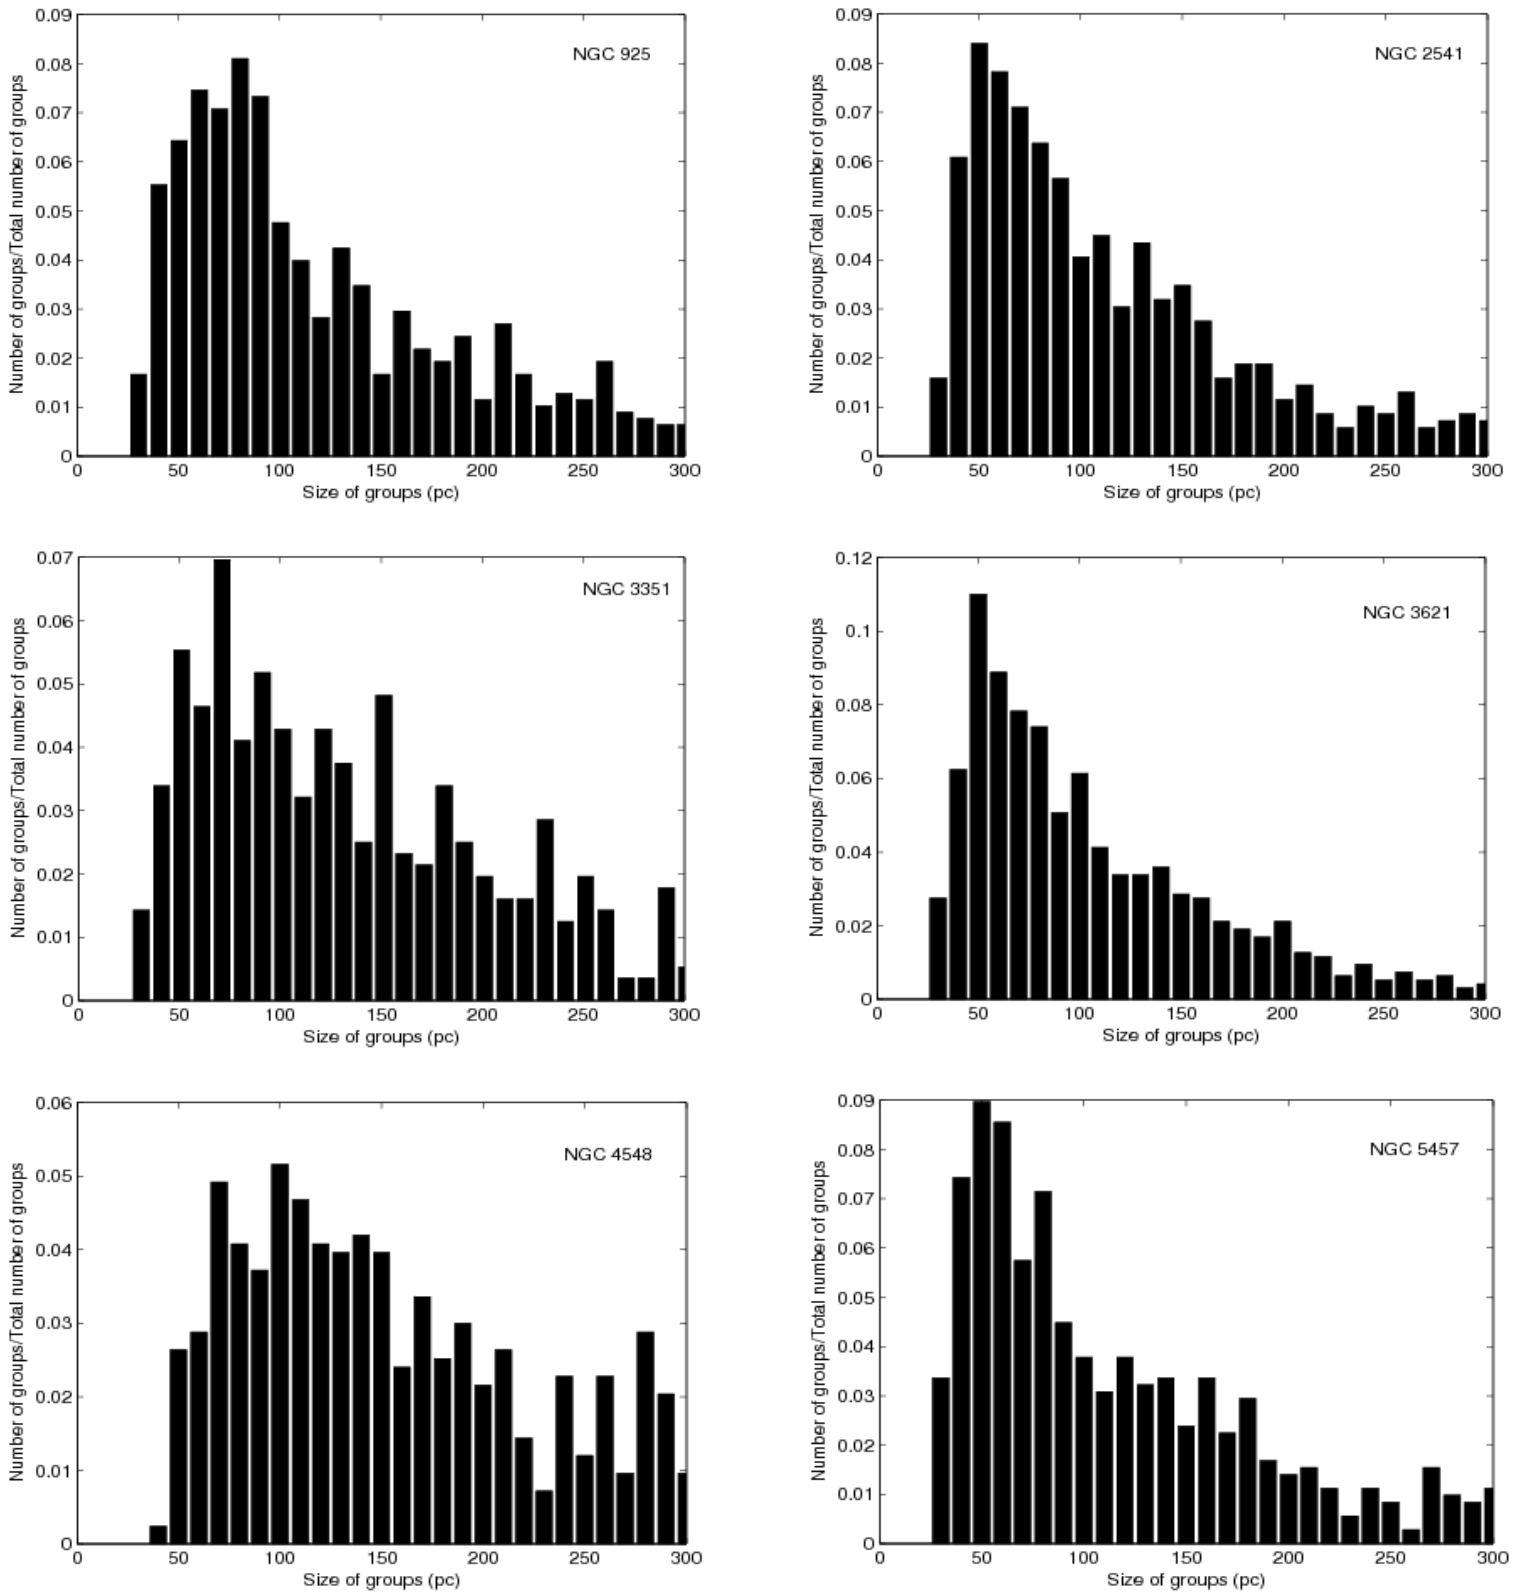 NGC 925
Number of groups/Total number of groups
0.09
0.08
0.07
0.06
0.05
0.04
0.03
0.02
0.01
0
0 50 100 150 200 250 300
Size of groups (pc)
NGC 2541
Number of groups/Total number of groups
0.09
0.08
0.07
0.06
0.05
0.04
0.03
0.02
0.01
0
0 50 100 150 200 250 300
Size of groups (pc)
NGC 3351
Number of groups/Total number of groups
0.07
0.06
0.05
0.04
0.03
0.02
0.01
0
0 50 100 150 200 250 300
Size of groups (pc)
NGC 3621
Number of groups/Total number of groups
0.12
0.1
0.08
0.06
0.04
0.02
0
0 50 100 150 200 250 300
Size of groups (pc)
NGC 4548
Number of groups/Total number of groups
0.06
0.05
0.04
0.03
0.02
0.01
0
0 50 100 150 200 250 300
Size of groups (pc)
NGC 5457
Number of groups/Total number of groups
0.09
0.08
0.07
0.06
0.05
0.04
0.03
0.02
0.01
0
0 50 100 150 200 250 300
Size of groups (pc)